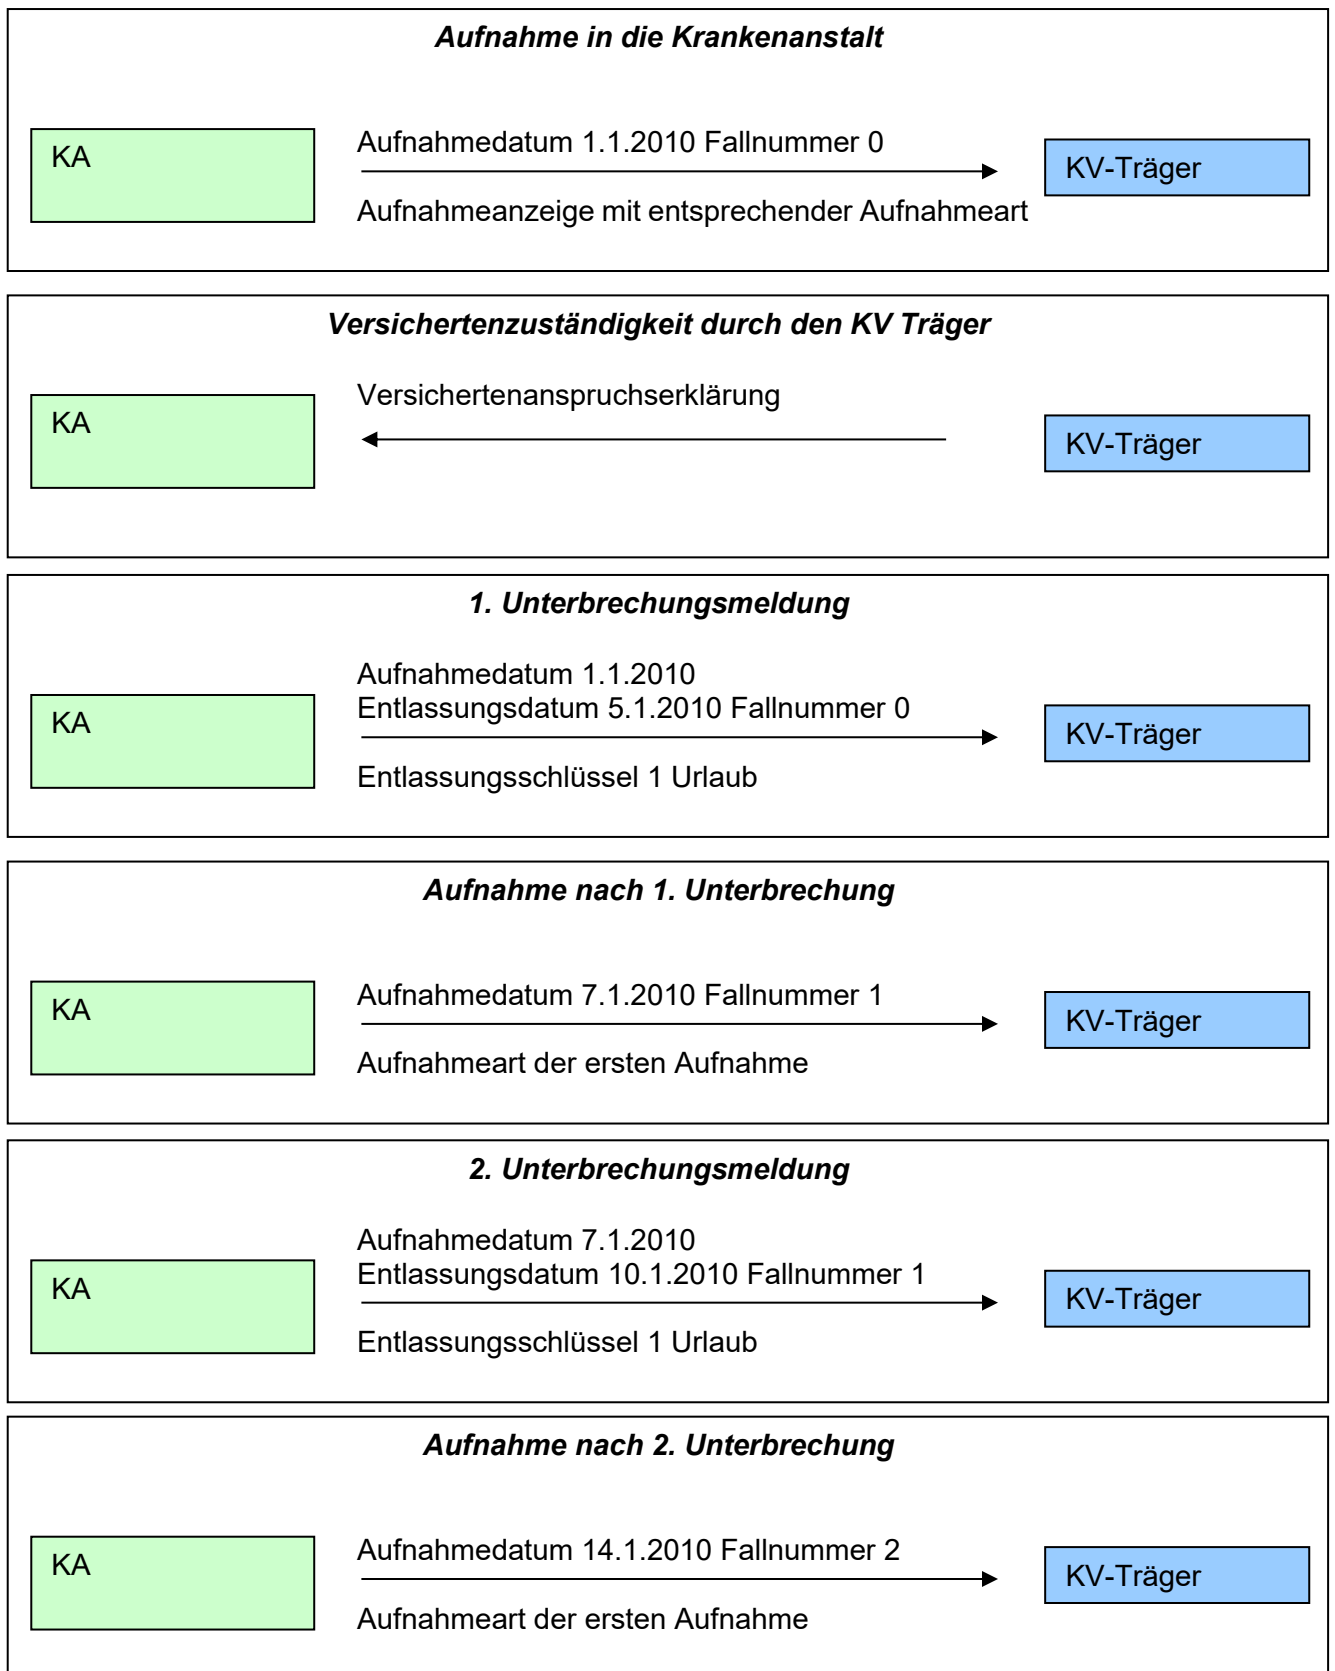 Aufnahme in die Krankenanstalt
KA
Aufnahmedatum 1.1.2010 Fallnummer 0
Aufnahmeanzeige mit entsprechender Aufnahmeart
KV-Träger
Versichertenzuständigkeit durch den KV Träger
KA
Versichertenanspruchserklärung
KV-Träger
1. Unterbrechungsmeldung
KA
Aufnahmedatum 1.1.2010
Entlassungsdatum 5.1.2010 Fallnummer 0
Entlassungsschlüssel 1 Urlaub
KV-Träger
Aufnahme nach 1. Unterbrechung
KA
Aufnahmedatum 7.1.2010 Fallnummer 1
Aufnahmeart der ersten Aufnahme
KV-Träger
2. Unterbrechungsmeldung
KA
Aufnahmedatum 7.1.2010
Entlassungsdatum 10.1.2010 Fallnummer 1
Entlassungsschlüssel 1 Urlaub
KV-Träger
Aufnahme nach 2. Unterbrechung
KA
Aufnahmedatum 14.1.2010 Fallnummer 2
Aufnahmeart der ersten Aufnahme
KV-Träger